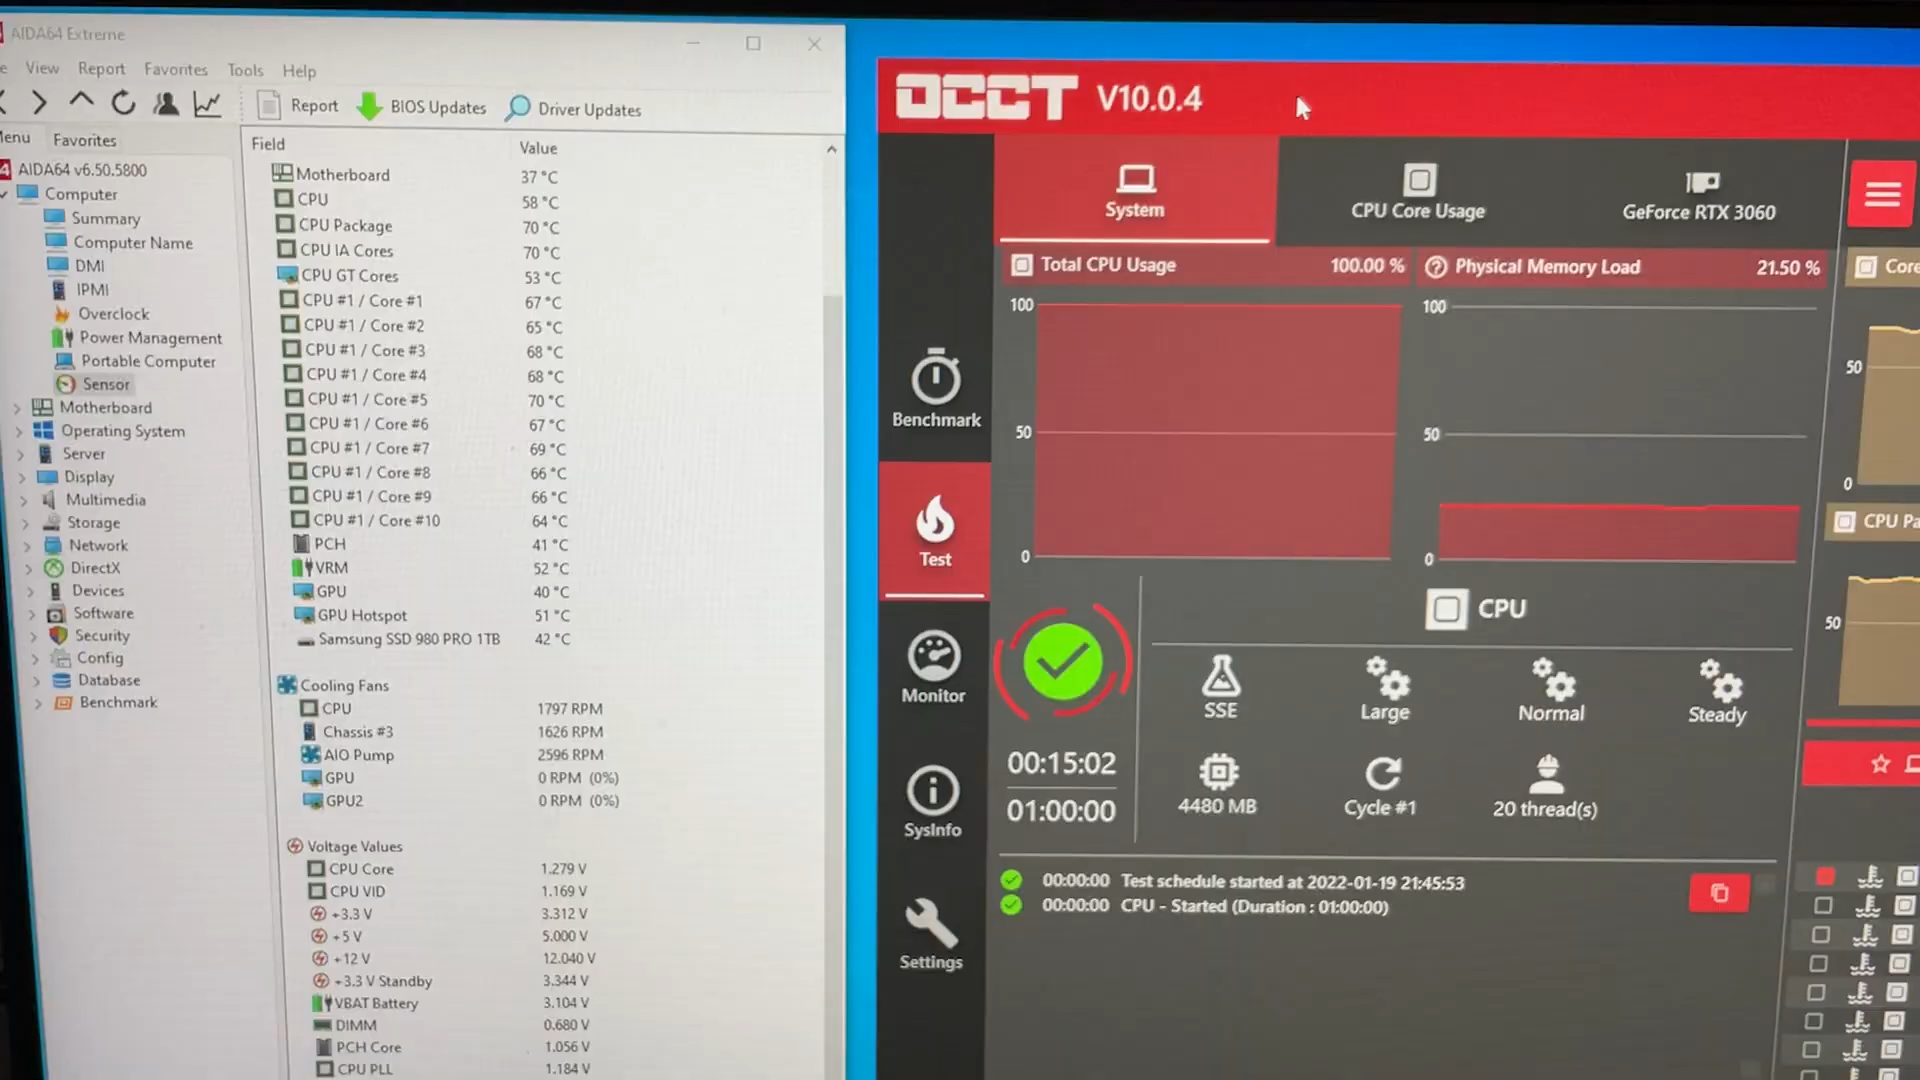 AIDA64 Extreme
View Report Favorites Tools Help
Report BIOS Updates Driver Updates
Favorites
AIDA64 v6.50.5800
Computer
Summary
Computer Name
DMI
IPMI
Overclock
Power Management
Portable Computer
Sensor
Motherboard
Operating System
Server
Display
Multimedia
Storage
Network
DirectX
Devices
Software
Security
Config
Database
Benchmark
Field Value
Motherboard 37 °C
CPU 58 °C
CPU Package 70 °C
CPU IA Cores 70 °C
CPU GT Cores 53 °C
CPU #1 / Core #1 67 °C
CPU #1 / Core #2 65 °C
CPU #1 / Core #3 68 °C
CPU #1 / Core #4 68 °C
CPU #1 / Core #5 70 °C
CPU #1 / Core #6 67 °C
CPU #1 / Core #7 69 °C
CPU #1 / Core #8 66 °C
CPU #1 / Core #9 66 °C
CPU #1 / Core #10 64 °C
PCH 41 °C
VRM 52 °C
GPU 40 °C
GPU Hotspot 51 °C
Samsung SSD 980 PRO 1TB 42 °C
Cooling Fans
CPU 1797 RPM
Chassis #3 1626 RPM
AIO Pump 2596 RPM
GPU 0 RPM (0%)
GPU2 0 RPM (0%)
Voltage Values
CPU Core 1.279 V
CPU VID 1.169 V
+3.3 V 3.312 V
+5 V 5.000 V
+12 V 12.040 V
+3.3 V Standby 3.344 V
VBAT Battery 3.104 V
DIMM 0.680 V
PCH Core 1.056 V
CPU PLL 1.184 V
OCCT V10.0.4
Benchmark
Test
Monitor
SysInfo
Settings
System
CPU Core Usage
GeForce RTX 3060
Total CPU Usage 100.00 %
Physical Memory Load 21.50 %
100
50
0
100
50
0
Core
50
0
CPU Pa
50
CPU
SSE
Large
Normal
Steady
00:15:02
01:00:00
4480 MB
Cycle #1
20 thread(s)
00:00:00 Test schedule started at 2022-01-19 21:45:53
00:00:00 CPU - Started (Duration : 01:00:00)